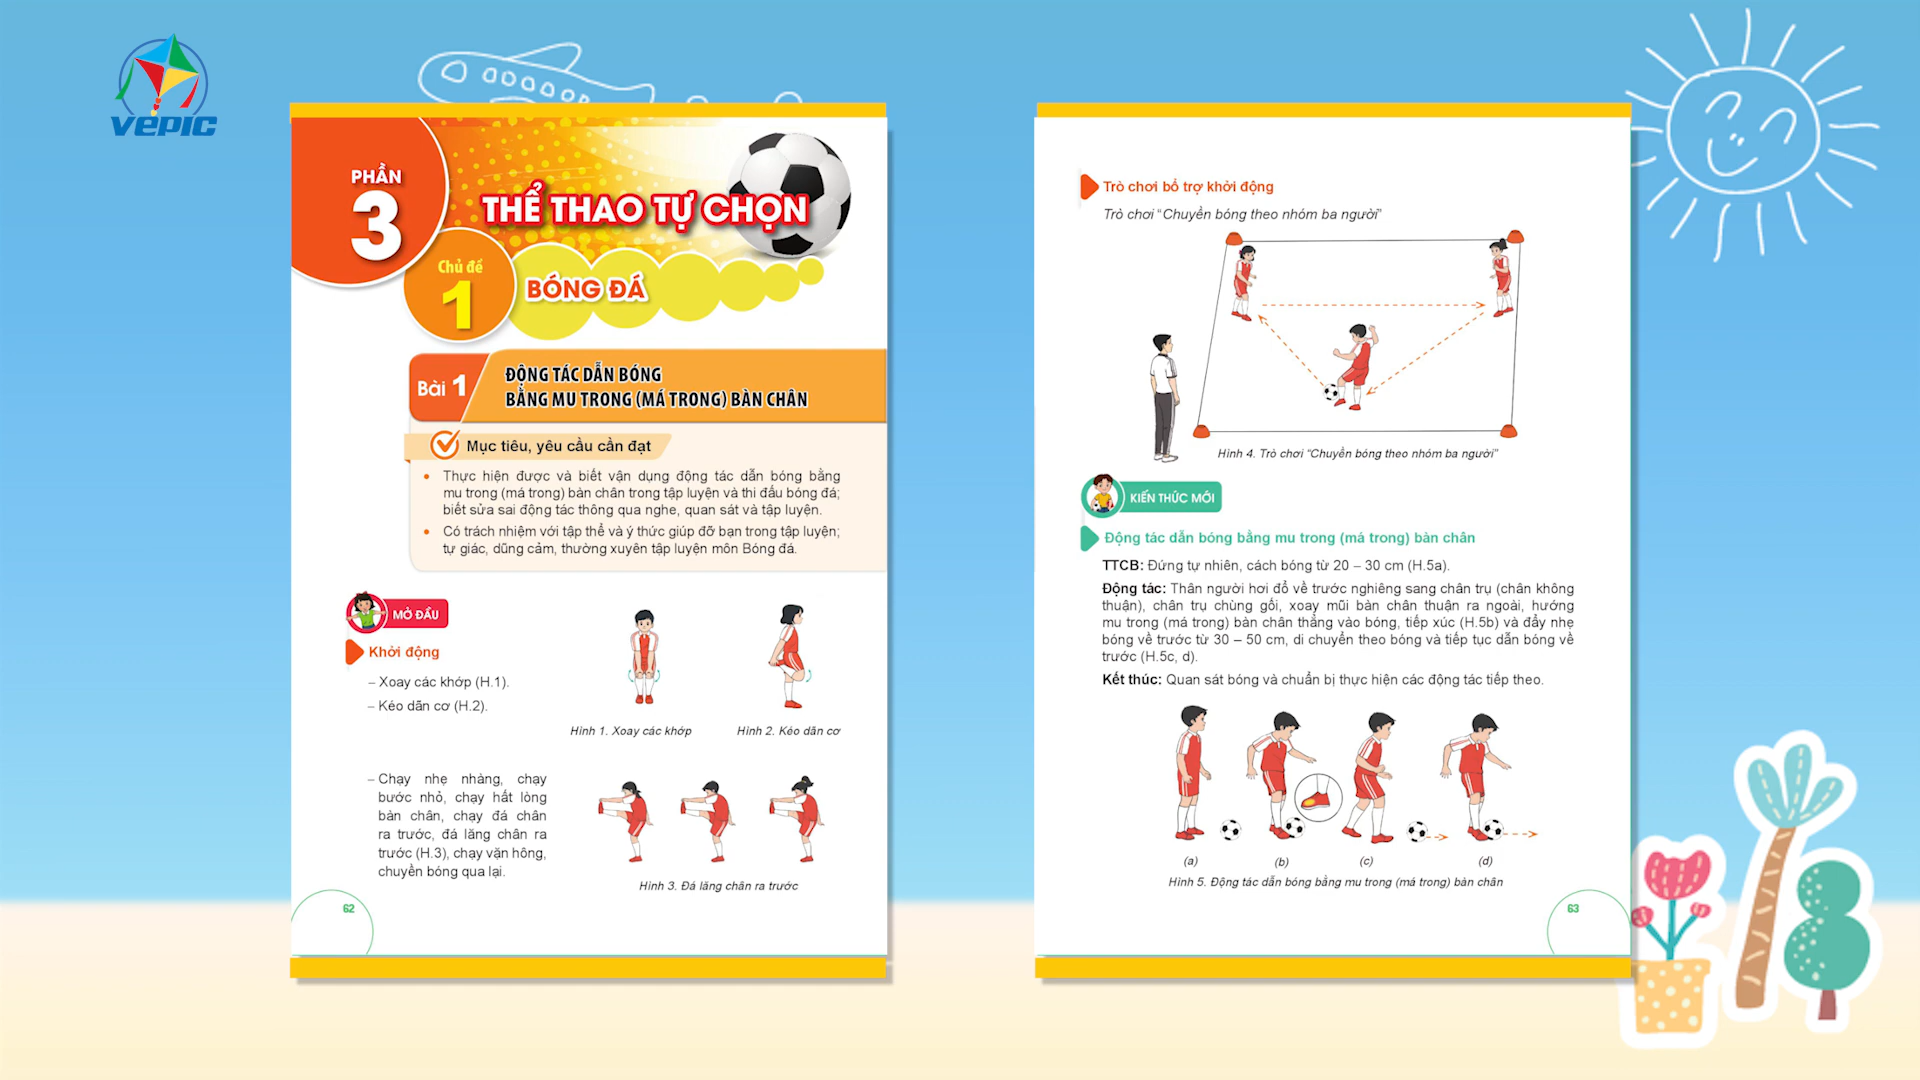 VEPIC
PHẦN
3
THỂ THAO TỰ CHỌN
Chủ đề
1
BÓNG ĐÁ
Bài 1
ĐỘNG TÁC DẪN BÓNG
BẰNG MU TRONG (MÁ TRONG) BÀN CHÂN
Mục tiêu, yêu cầu cần đạt
• Thực hiện được và biết vận dụng động tác dẫn bóng bằng
mu trong (má trong) bàn chân trong tập luyện và thi đấu bóng đá;
biết sửa sai động tác thông qua nghe, quan sát và tập luyện.
• Có trách nhiệm với tập thể và ý thức giúp đỡ bạn trong tập luyện;
tự giác, dũng cảm, thường xuyên tập luyện môn Bóng đá.
MỞ ĐẦU
Khởi động
– Xoay các khớp (H.1).
– Kéo dãn cơ (H.2).
Hình 1. Xoay các khớp
Hình 2. Kéo dãn cơ
– Chạy nhẹ nhàng, chạy
bước nhỏ, chạy hất lòng
bàn chân, chạy đá chân
ra trước, đá lăng chân ra
trước (H.3), chạy vặn hông,
chuyền bóng qua lại.
Hình 3. Đá lăng chân ra trước
62
Trò chơi bổ trợ khởi động
Trò chơi “Chuyền bóng theo nhóm ba người”
Hình 4. Trò chơi “Chuyền bóng theo nhóm ba người”
KIẾN THỨC MỚI
Động tác dẫn bóng bằng mu trong (má trong) bàn chân
TTCB: Đứng tự nhiên, cách bóng từ 20 – 30 cm (H.5a).
Động tác: Thân người hơi đổ về trước nghiêng sang chân trụ (chân không
thuận), chân trụ chùng gối, xoay mũi bàn chân thuận ra ngoài, hướng
mu trong (má trong) bàn chân thẳng vào bóng, tiếp xúc (H.5b) và đẩy nhẹ
bóng về trước từ 30 – 50 cm, di chuyển theo bóng và tiếp tục dẫn bóng về
trước (H.5c, d).
Kết thúc: Quan sát bóng và chuẩn bị thực hiện các động tác tiếp theo.
(a)
(b)
(c)
(d)
Hình 5. Động tác dẫn bóng bằng mu trong (má trong) bàn chân
63